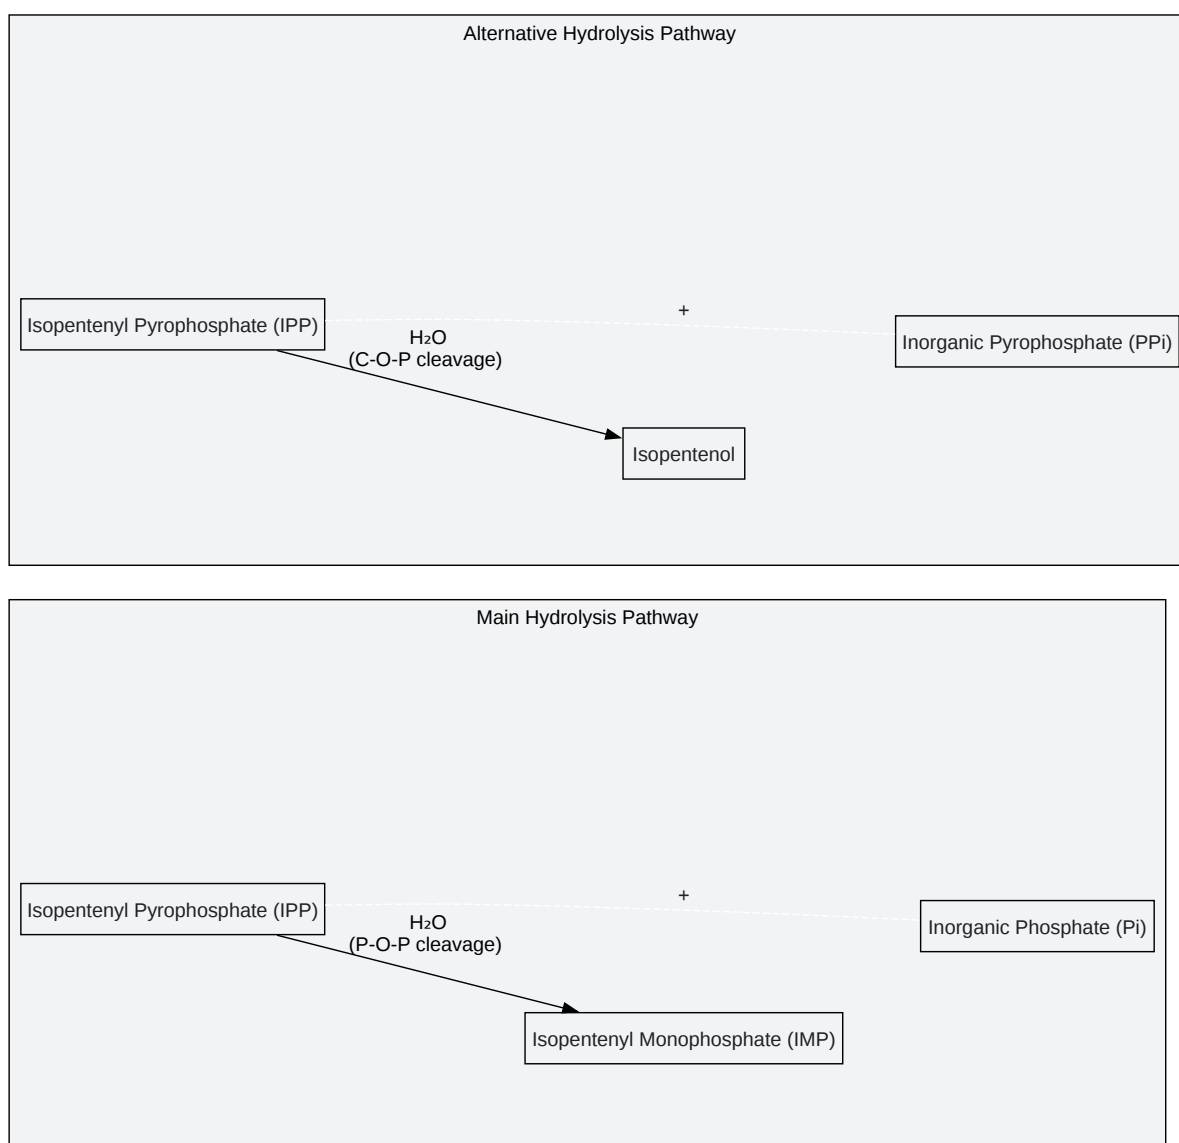 Alternative Hydrolysis Pathway
+
Isopentenyl Pyrophosphate (IPP)
H₂O
(C-O-P cleavage)
Inorganic Pyrophosphate (PPi)
Isopentenol
Main Hydrolysis Pathway
+
Isopentenyl Pyrophosphate (IPP)
H₂O
(P-O-P cleavage)
Inorganic Phosphate (Pi)
Isopentenyl Monophosphate (IMP)